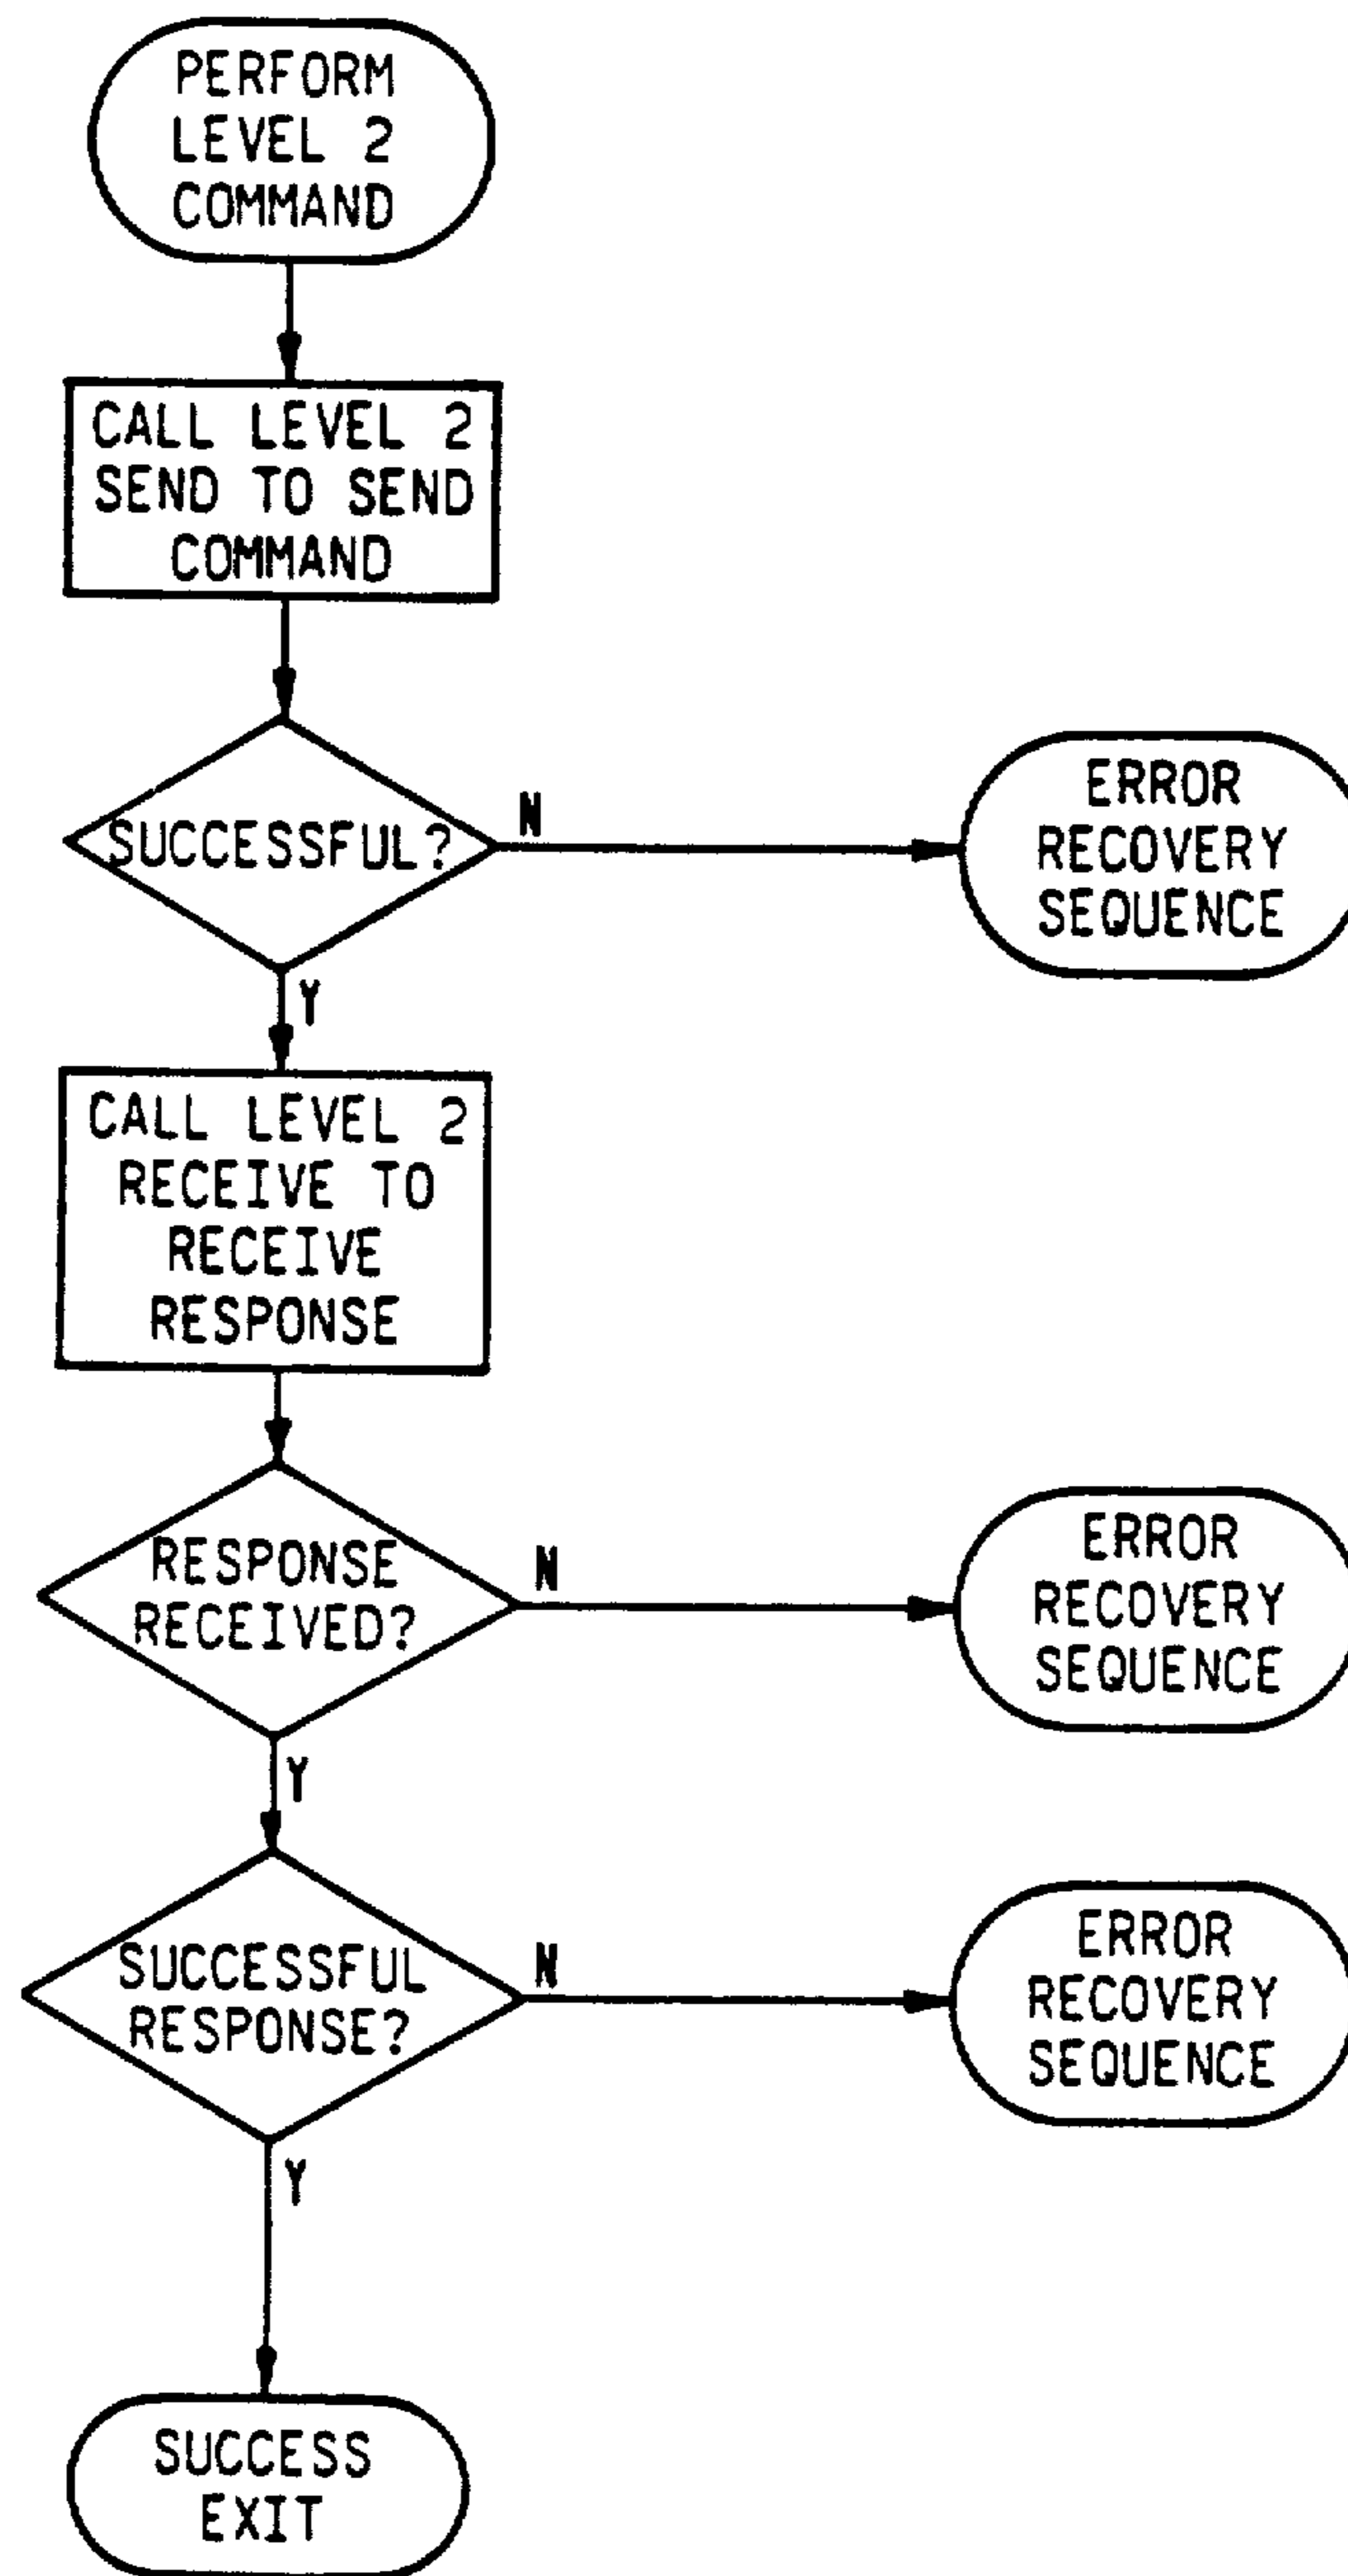 PERFORM
LEVEL 2
COMMAND
CALL LEVEL 2
SEND TO SEND
COMMAND
SUCCESSFUL?
N
ERROR
RECOVERY
SEQUENCE
Y
CALL LEVEL 2
RECEIVE TO
RECEIVE
RESPONSE
RESPONSE
RECEIVED?
N
ERROR
RECOVERY
SEQUENCE
Y
SUCCESSFUL
RESPONSE?
N
ERROR
RECOVERY
SEQUENCE
Y
SUCCESS
EXIT